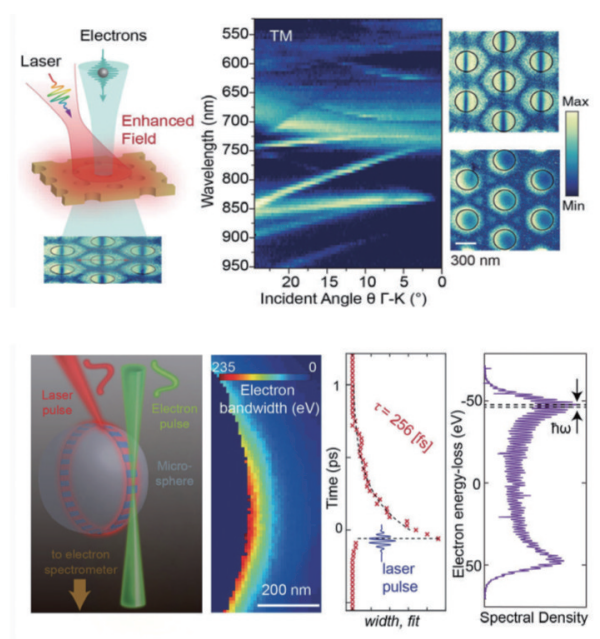 Electrons
Laser
Enhanced
Field
TM
Wavelength (nm)
550
600
650
700
750
800
850
900
950
20
15
10
5
0
Incident Angle θ Γ-K (°)
Max
Min
300 nm
Laser
pulse
Electron
pulse
Micro-
sphere
to electron
spectrometer
235
0
Electron
bandwidth (eV)
200 nm
Time (ps)
1
0
τ = 256 [fs]
laser
pulse
width, fit
Electron energy-loss (eV)
-50
0
50
ħω
Spectral Density